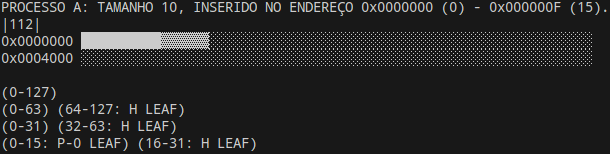 PROCESSO A: TAMANHO 10, INSERIDO NO ENDEREÇO 0x0000000 (0) - 0x000000F (15).
|112|
0x0000000
0x0004000
(0-127)
(0-63) (64-127: H LEAF)
(0-31) (32-63: H LEAF)
(0-15: P-0 LEAF) (16-31: H LEAF)